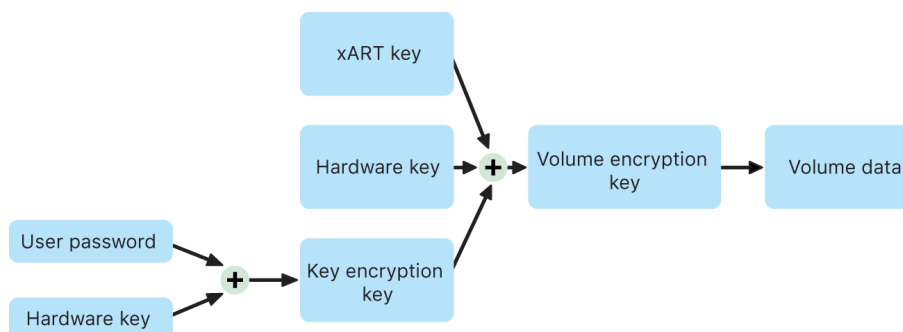 xART key
Hardware key
+
Volume encryption
key
Volume data
User password
+
Key encryption
key
Hardware key